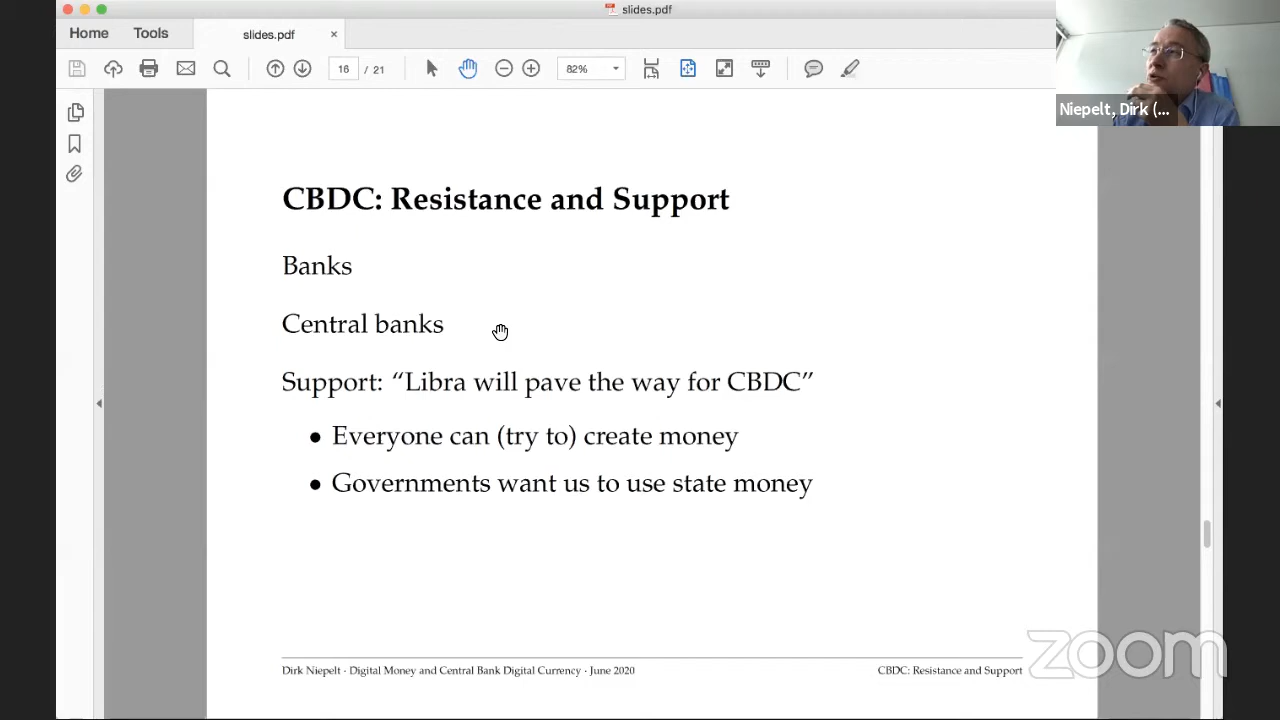 slides.pdf
Home
Tools
slides.pdf
×
16 / 21
82%
Niepelt, Dirk (...
CBDC: Resistance and Support
Banks
Central banks
Support: “Libra will pave the way for CBDC”
• Everyone can (try to) create money
• Governments want us to use state money
Dirk Niepelt · Digital Money and Central Bank Digital Currency · June 2020
CBDC: Resistance and Support
zoom